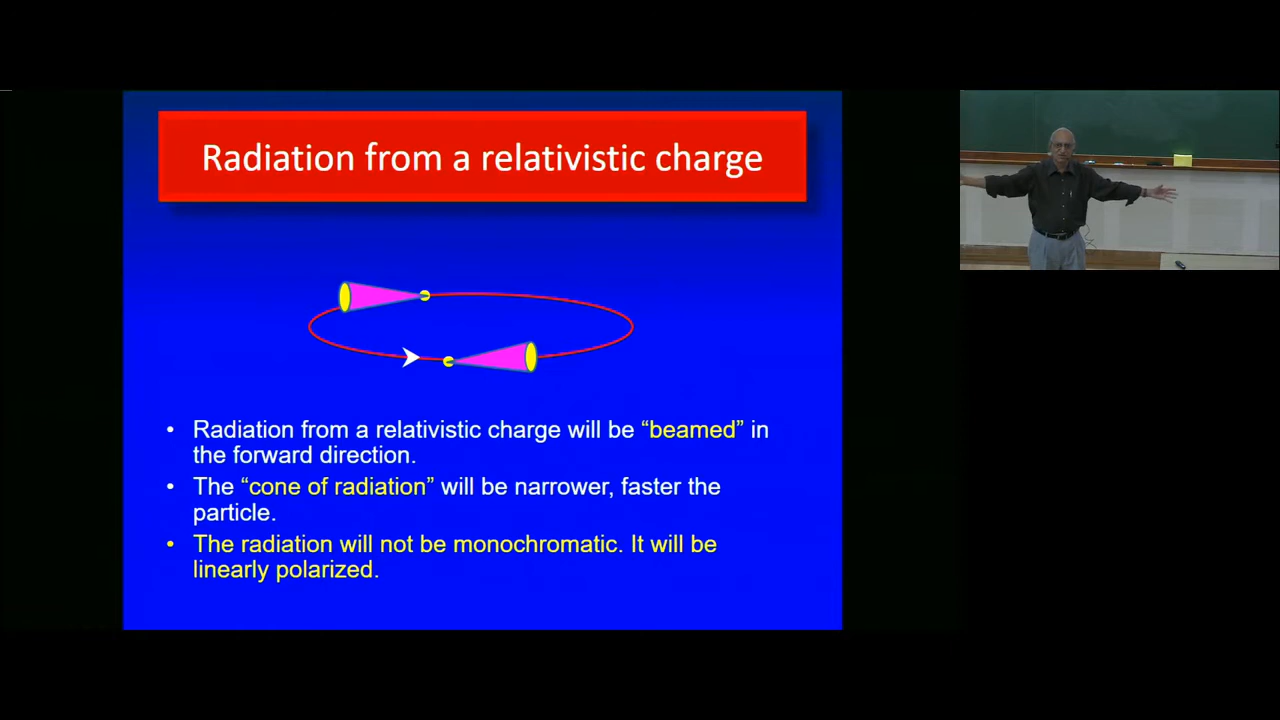 Radiation from a relativistic charge
• Radiation from a relativistic charge will be “beamed” in
the forward direction.
• The “cone of radiation” will be narrower, faster the
particle.
• The radiation will not be monochromatic. It will be
linearly polarized.